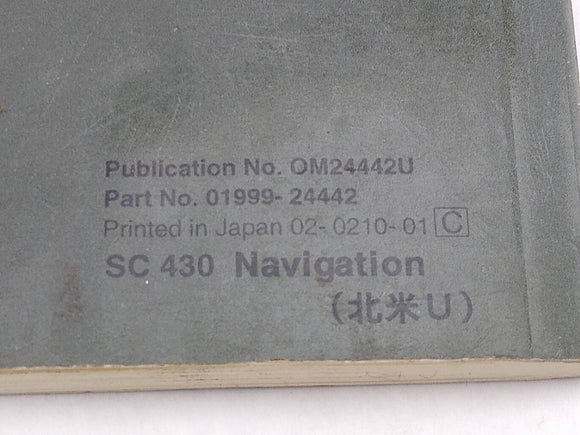 Publication No. OM24442U
Part No. 01999-24442
Printed in Japan 02-0210-01 C
SC 430 Navigation
(北米U)